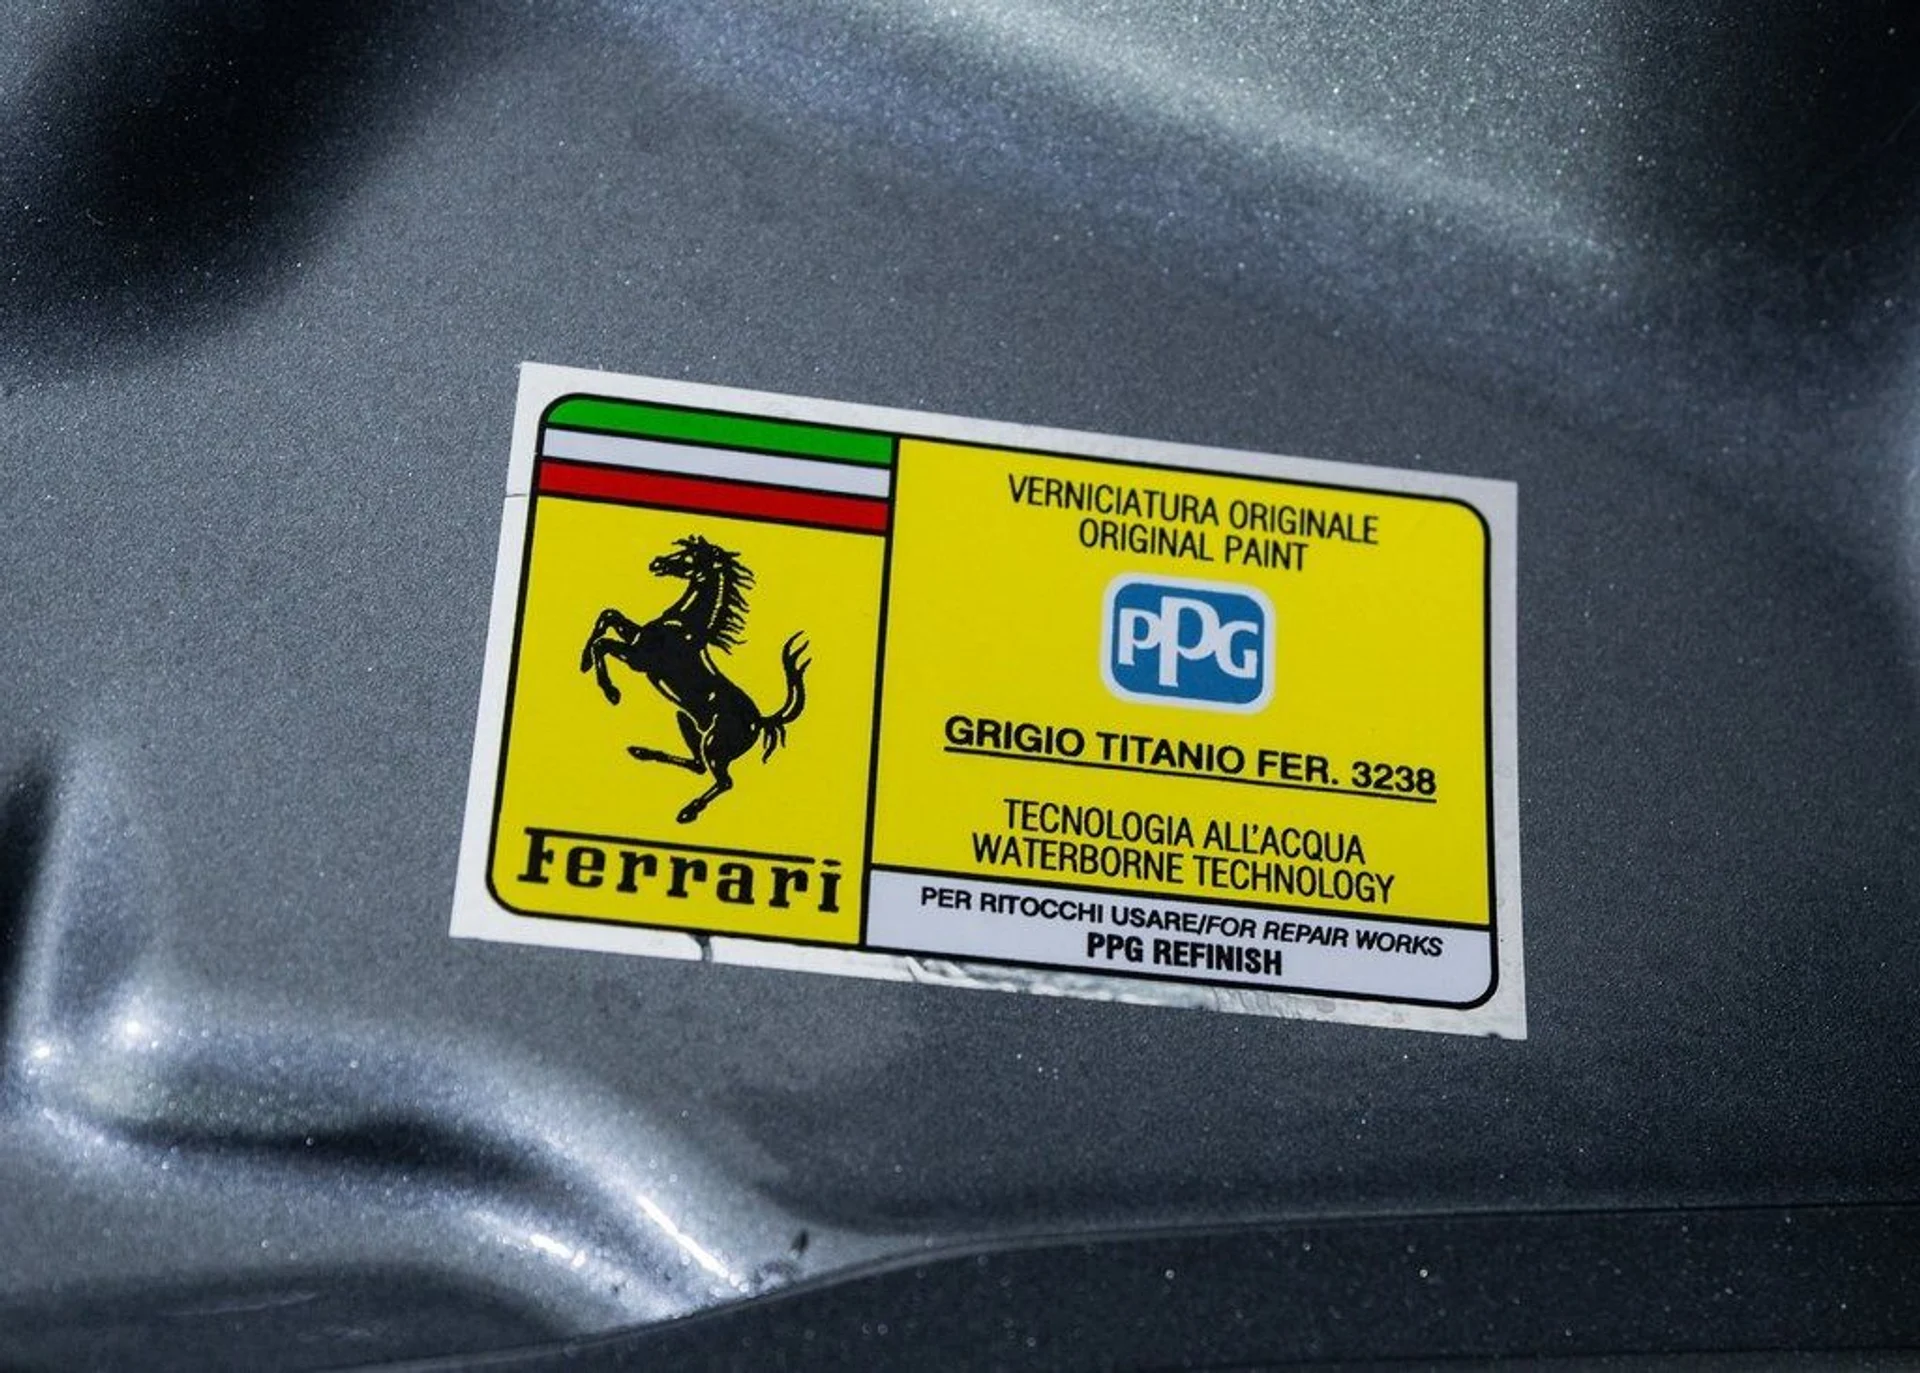 Ferrari
VERNICIATURA ORIGINALE
ORIGINAL PAINT
PPG
GRIGIO TITANIO FER. 3238
TECNOLOGIA ALL'ACQUA
WATERBORNE TECHNOLOGY
PER RITOCCHI USARE/FOR REPAIR WORKS
PPG REFINISH